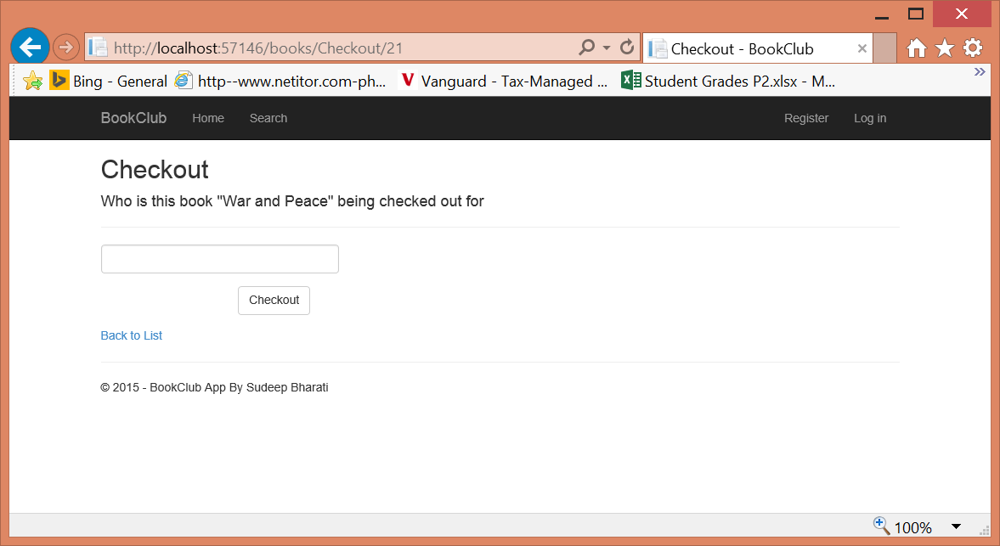 http://localhost:57146/books/Checkout/21
Checkout - BookClub
Bing - General
http--www.netitor.com-ph...
Vanguard - Tax-Managed ...
Student Grades P2.xlsx - M...
BookClub
Home
Search
Register
Log in
Checkout
Who is this book "War and Peace" being checked out for
Checkout
Back to List
© 2015 - BookClub App By Sudeep Bharati
100%